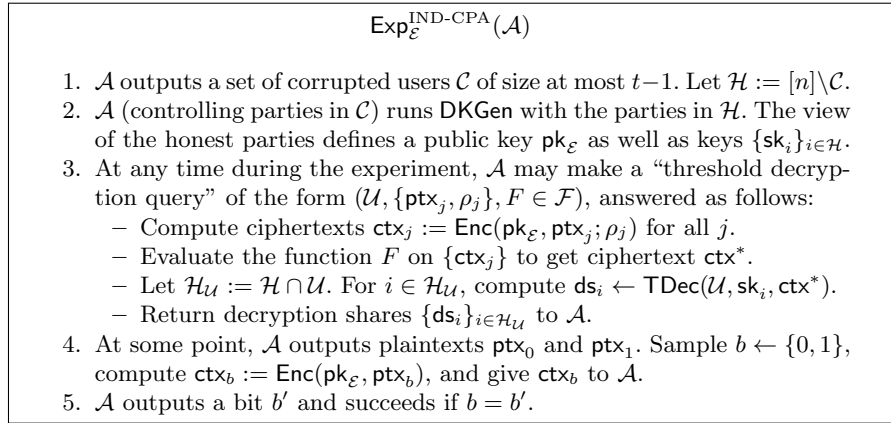 Exp_ℰ^IND-CPA(𝒜)
1. 𝒜 outputs a set of corrupted users 𝒞 of size at most t−1. Let ℋ := [n]\𝒞.
2. 𝒜 (controlling parties in 𝒞) runs DKGen with the parties in ℋ. The view
of the honest parties defines a public key pk_ℰ as well as keys {sk_i}_{i∈ℋ}.
3. At any time during the experiment, 𝒜 may make a “threshold decryp-
tion query” of the form (𝒰, {ptx_j, ρ_j}, F ∈ ℱ), answered as follows:
– Compute ciphertexts ctx_j := Enc(pk_ℰ, ptx_j; ρ_j) for all j.
– Evaluate the function F on {ctx_j} to get ciphertext ctx*.
– Let ℋ_𝒰 := ℋ ∩ 𝒰. For i ∈ ℋ_𝒰, compute ds_i ← TDec(𝒰, sk_i, ctx*).
– Return decryption shares {ds_i}_{i∈ℋ_𝒰} to 𝒜.
4. At some point, 𝒜 outputs plaintexts ptx_0 and ptx_1. Sample b ← {0, 1},
compute ctx_b := Enc(pk_ℰ, ptx_b), and give ctx_b to 𝒜.
5. 𝒜 outputs a bit b′ and succeeds if b = b′.